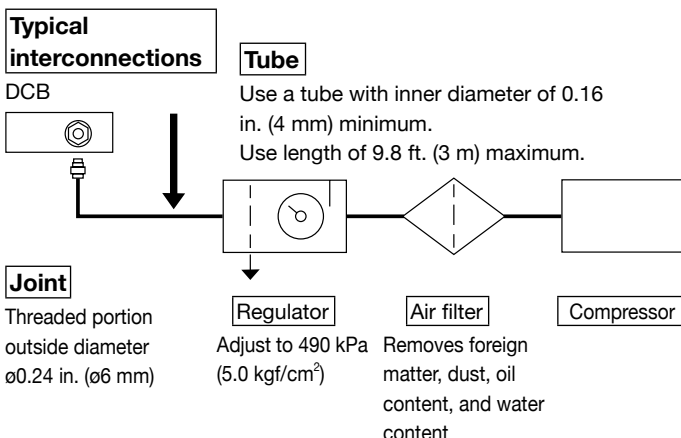 Typical
interconnections
DCB
Tube
Use a tube with inner diameter of 0.16
in. (4 mm) minimum.
Use length of 9.8 ft. (3 m) maximum.
Joint
Threaded portion
outside diameter
ø0.24 in. (ø6 mm)
Regulator
Adjust to 490 kPa
(5.0 kgf/cm²)
Air filter
Removes foreign
matter, dust, oil
content, and water
content
Compressor